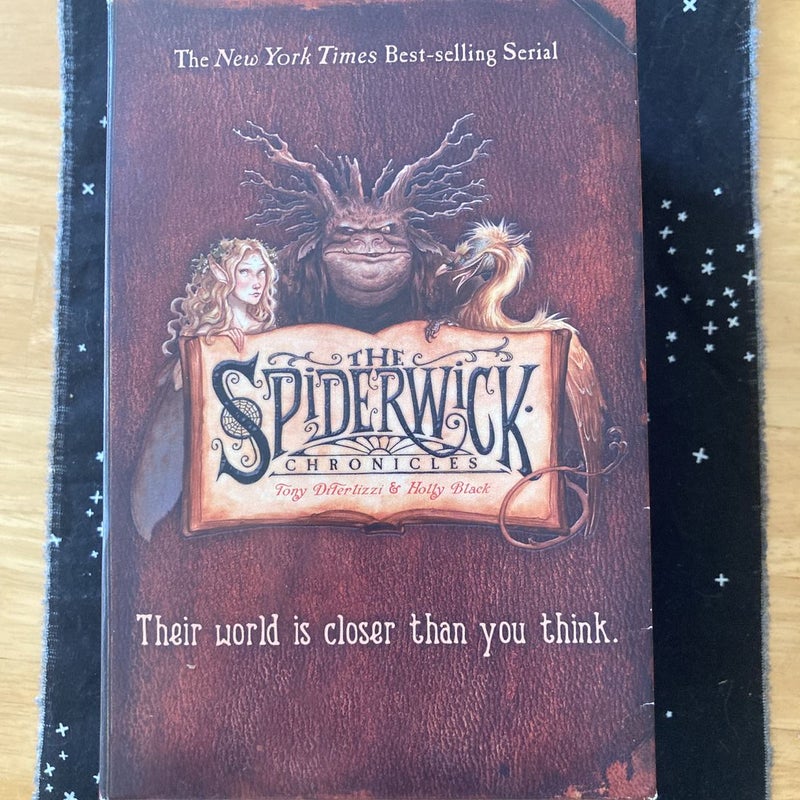 The New York Times Best-selling Serial
THE
SPiDERWiCK
CHRONICLES
Tony DiTerlizzi & Holly Black
Their world is closer than you think.